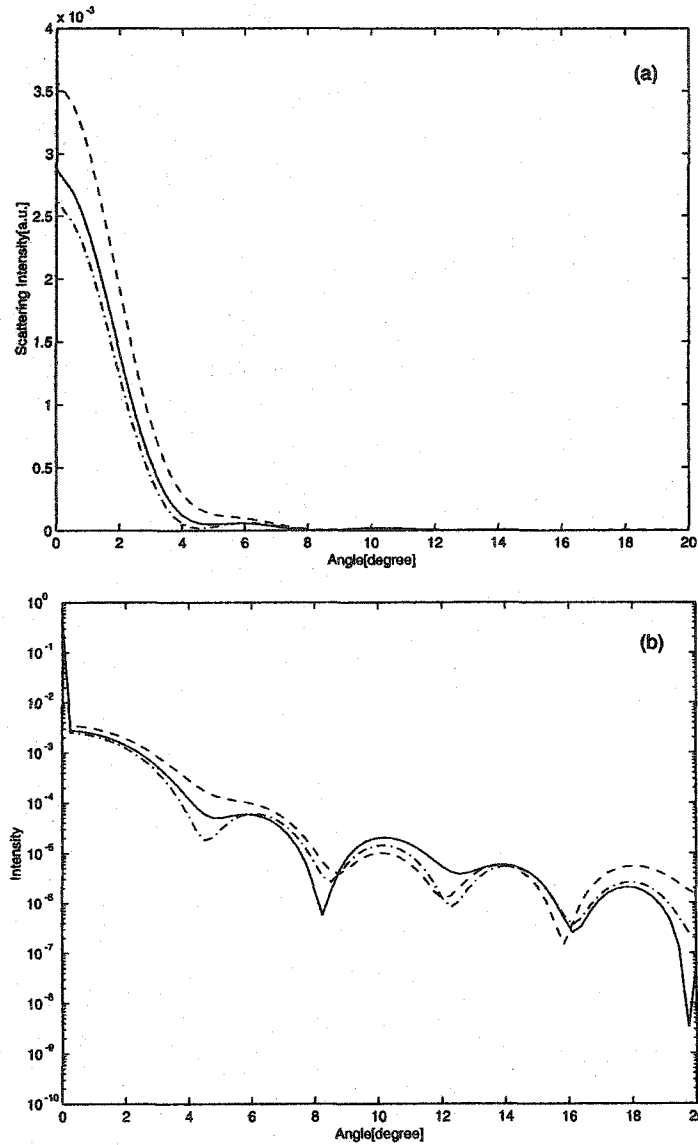 × 10⁻³
4
(a)
3.5
3
2.5
2
1.5
1
0.5
0
Scattering Intensity[a.u.]
0 2 4 6 8 10 12 14 16 18 20
Angle[degree]
10⁰
(b)
10⁻¹
10⁻²
10⁻³
10⁻⁴
10⁻⁵
10⁻⁶
10⁻⁷
10⁻⁸
10⁻⁹
10⁻¹⁰
Intensity
0 2 4 6 8 10 12 14 16 18 20
Angle[degree]